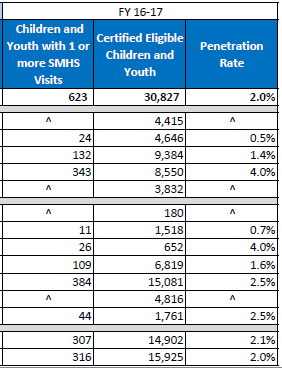 FY 16-17
Children and Youth with 1 or more SMHS Visits Certified Eligible Children and Youth Penetration Rate
623 30,827 2.0%
^ 4,415 ^
24 4,646 0.5%
132 9,384 1.4%
343 8,550 4.0%
^ 3,832 ^
^ 180 ^
11 1,518 0.7%
26 652 4.0%
109 6,819 1.6%
384 15,081 2.5%
^ 4,816 ^
44 1,761 2.5%
307 14,902 2.1%
316 15,925 2.0%